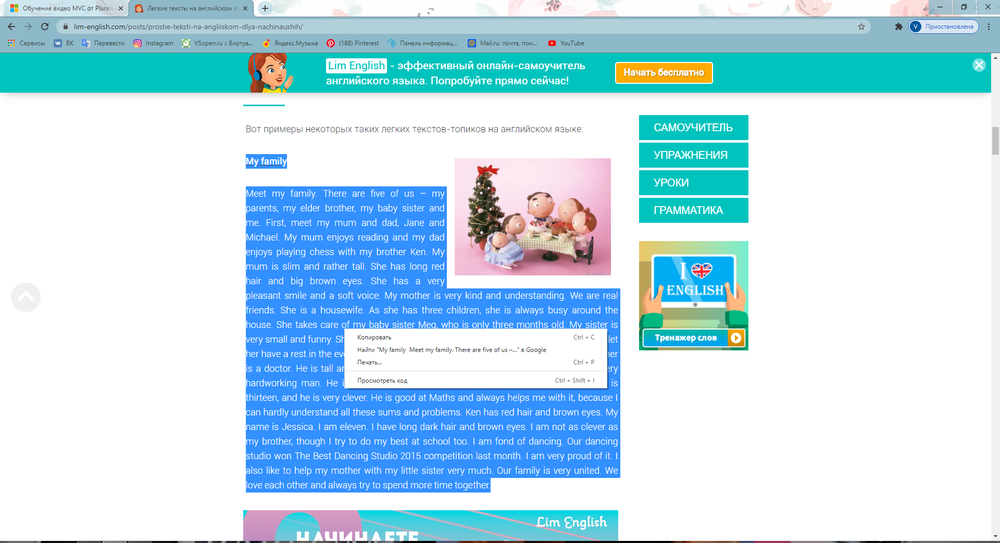 Обучение видео MVC от Plurals
Легкие тексты на английском я
lim-english.com/posts/prostie-teksti-na-angliiskom-dlya-nachinaushih/
V Приостановлена
Сервисы
ВК
Перевести
Instagram
VSopen.ru :: Виртуа...
Яндекс.Музыка
(188) Pinterest
Панель информац...
Mail.ru: почта, пои...
YouTube
Lim English - эффективный онлайн-самоучитель
английского языка. Попробуйте прямо сейчас!
Начать бесплатно
Вот примеры некоторых таких легких текстов-топиков на английском языке:
My family
Meet my family. There are five of us – my
parents, my elder brother, my baby sister and
me. First, meet my mum and dad, Jane and
Michael. My mum enjoys reading and my dad
enjoys playing chess with my brother Ken. My
mum is slim and rather tall. She has long red
hair and big brown eyes. She has a very
pleasant smile and a soft voice. My mother is very kind and understanding. We are real
friends. She is a housewife. As she has three children, she is always busy around the
house. She takes care of my baby sister Meg, who is only three months old. My sister is
very small and funny. Sh let
her have a rest in the eve her
is a doctor. He is tall an ery
hardworking man. He i is
thirteen, and he is very clever. He is good at Maths and always helps me with it, because I
can hardly understand all these sums and problems. Ken has red hair and brown eyes. My
name is Jessica. I am eleven. I have long dark hair and brown eyes. I am not as clever as
my brother, though I try to do my best at school too. I am fond of dancing. Our dancing
studio won The Best Dancing Studio 2015 competition last month. I am very proud of it. I
also like to help my mother with my little sister very much. Our family is very united. We
love each other and always try to spend more time together.
Копировать Ctrl + C
Найти "My family  Meet my family. There are five of us –..." в Google
Печать... Ctrl + P
Просмотреть код Ctrl + Shift + I
САМОУЧИТЕЛЬ
УПРАЖНЕНИЯ
УРОКИ
ГРАММАТИКА
I
ENGLISH
Тренажер слов
Lim English
НАЧИНАЕТЕ